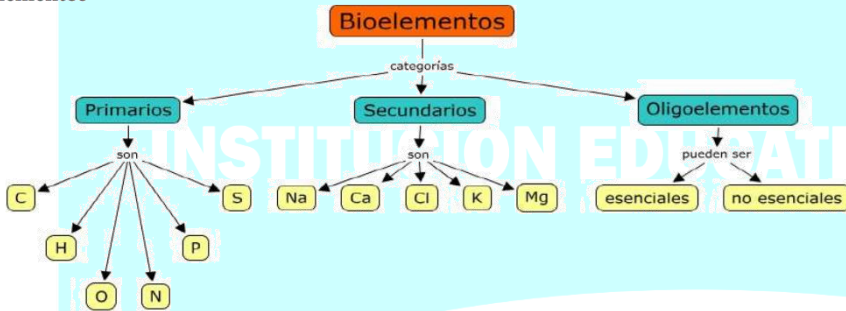 Bioelementos
categorías
Primarios Secundarios Oligoelementos
son son pueden ser
INSTITUCION EDUCATI
C S Na Ca Cl K Mg esenciales no esenciales
H P
O N